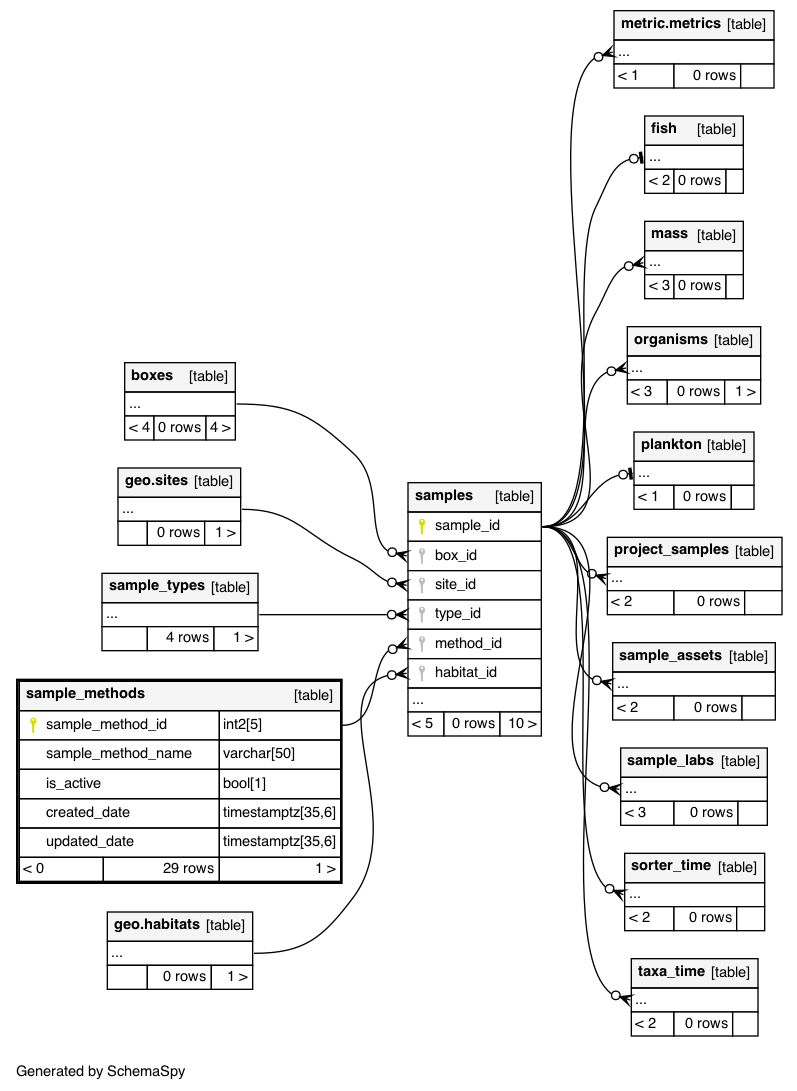 metric.metrics [table]
...
< 1 0 rows
fish [table]
...
< 2 0 rows
mass [table]
...
< 3 0 rows
organisms [table]
...
< 3 0 rows 1 >
plankton [table]
...
< 1 0 rows
project_samples [table]
...
< 2 0 rows
sample_assets [table]
...
< 2 0 rows
sample_labs [table]
...
< 3 0 rows
sorter_time [table]
...
< 2 0 rows
taxa_time [table]
...
< 2 0 rows
boxes [table]
...
< 4 0 rows 4 >
geo.sites [table]
...
0 rows 1 >
sample_types [table]
...
4 rows 1 >
sample_methods [table]
sample_method_id int2[5]
sample_method_name varchar[50]
is_active bool[1]
created_date timestamptz[35,6]
updated_date timestamptz[35,6]
< 0 29 rows 1 >
geo.habitats [table]
...
0 rows 1 >
samples [table]
sample_id
box_id
site_id
type_id
method_id
habitat_id
...
< 5 0 rows 10 >
Generated by SchemaSpy